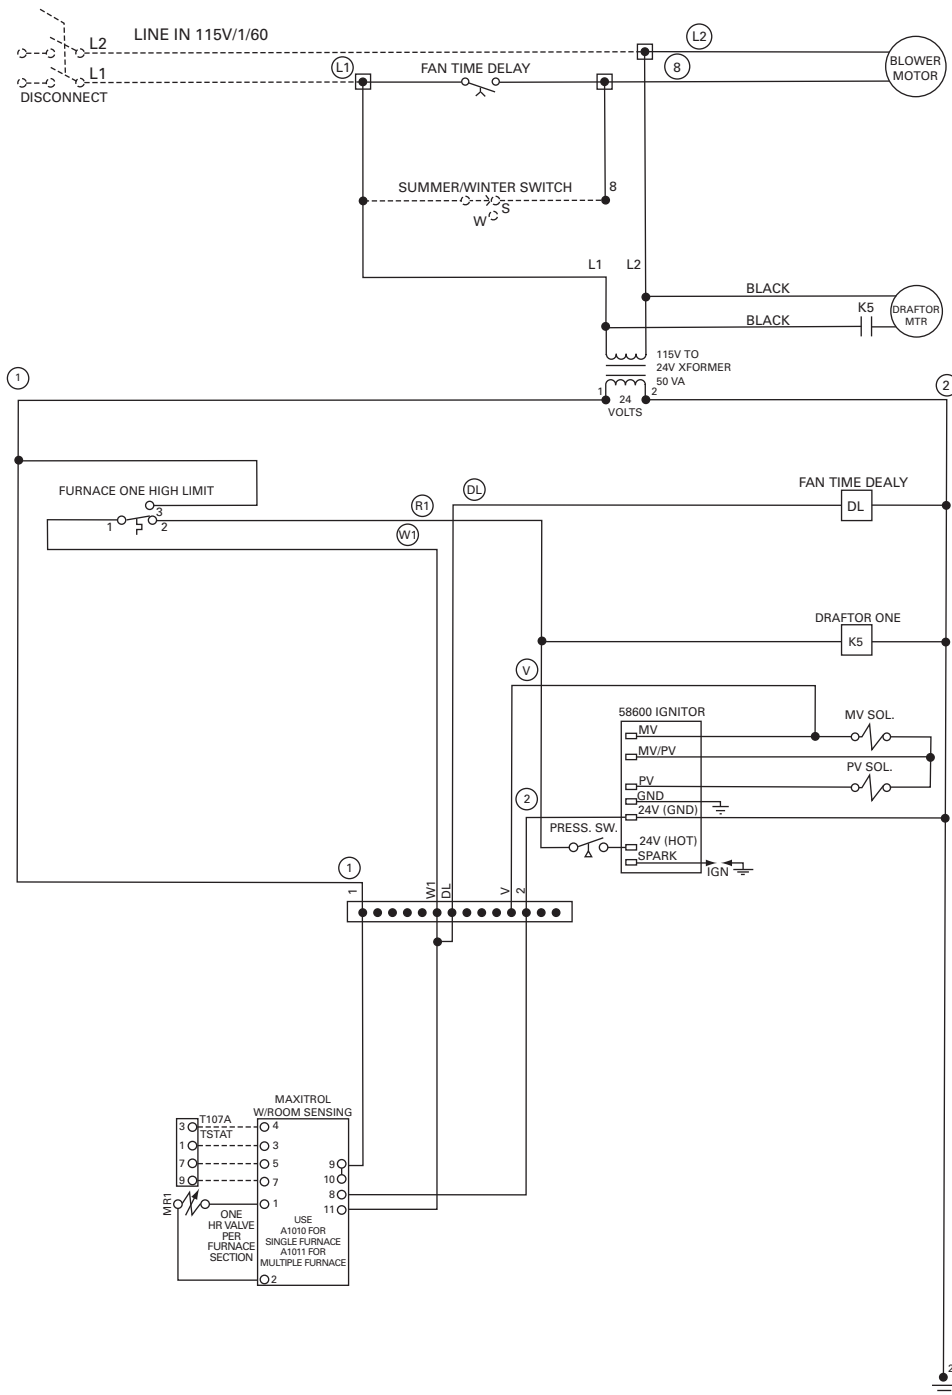 LINE IN 115V/1/60
L2
L2
BLOWER
MOTOR
L1
L1
FAN TIME DELAY
8
DISCONNECT
SUMMER/WINTER SWITCH
8
S
W
L1
L2
BLACK
K5
DRAFTOR
MTR
BLACK
115V TO
24V XFORMER
50 VA
1
2
1
2
24
VOLTS
FURNACE ONE HIGH LIMIT
3
1
2
R1
W1
DL
FAN TIME DEALY
DL
DRAFTOR ONE
K5
V
58600 IGNITOR
MV
MV/PV
PV
GND
24V (GND)
24V (HOT)
SPARK
MV SOL.
PV SOL.
2
PRESS. SW.
IGN
1
1
W1
DL
V
2
MAXITROL
W/ROOM SENSING
T107A
TSTAT
3
4
1
3
7
5
9
7
9
10
8
11
MR1
1
ONE
HR VALVE
PER
FURNACE
SECTION
USE
A1010 FOR
SINGLE FURNACE
A1011 FOR
MULTIPLE FURNACE
2
2